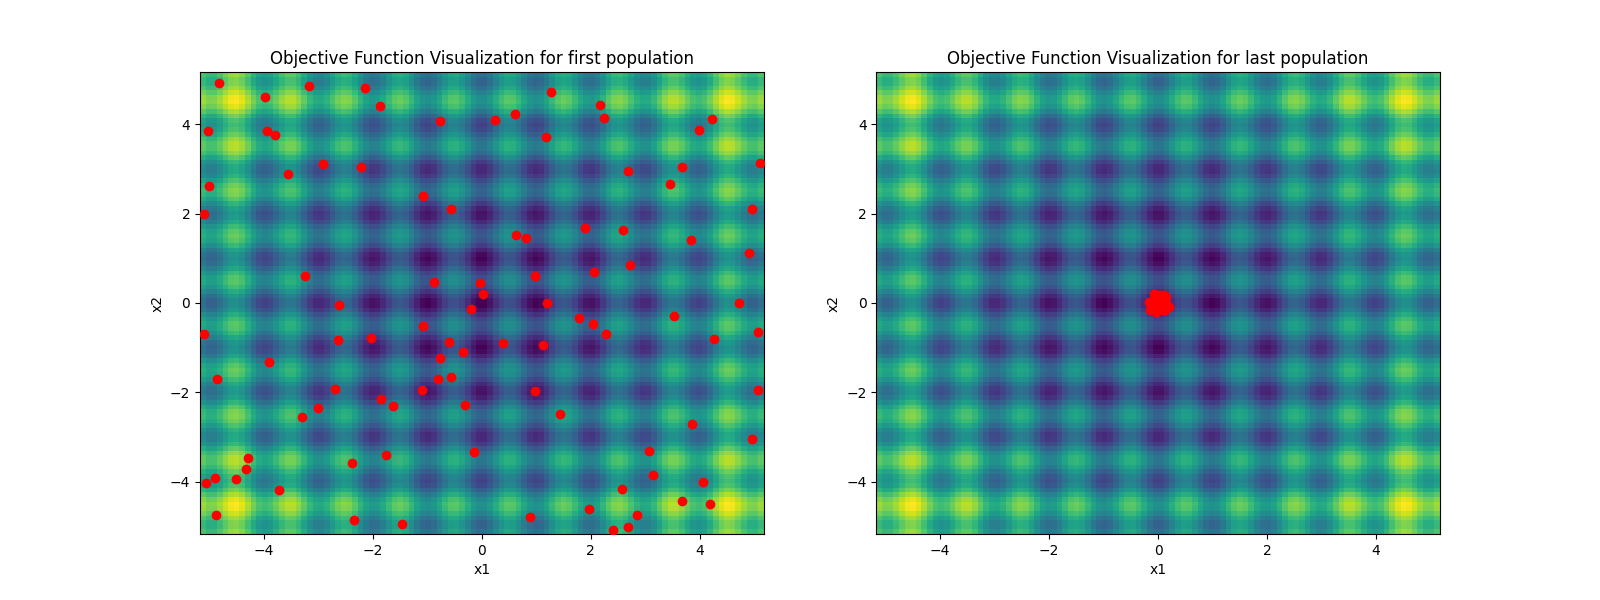 Objective Function Visualization for first population
4
2
0
−2
−4
x2
−4 −2 0 2 4
x1
Objective Function Visualization for last population
4
2
0
−2
−4
x2
−4 −2 0 2 4
x1